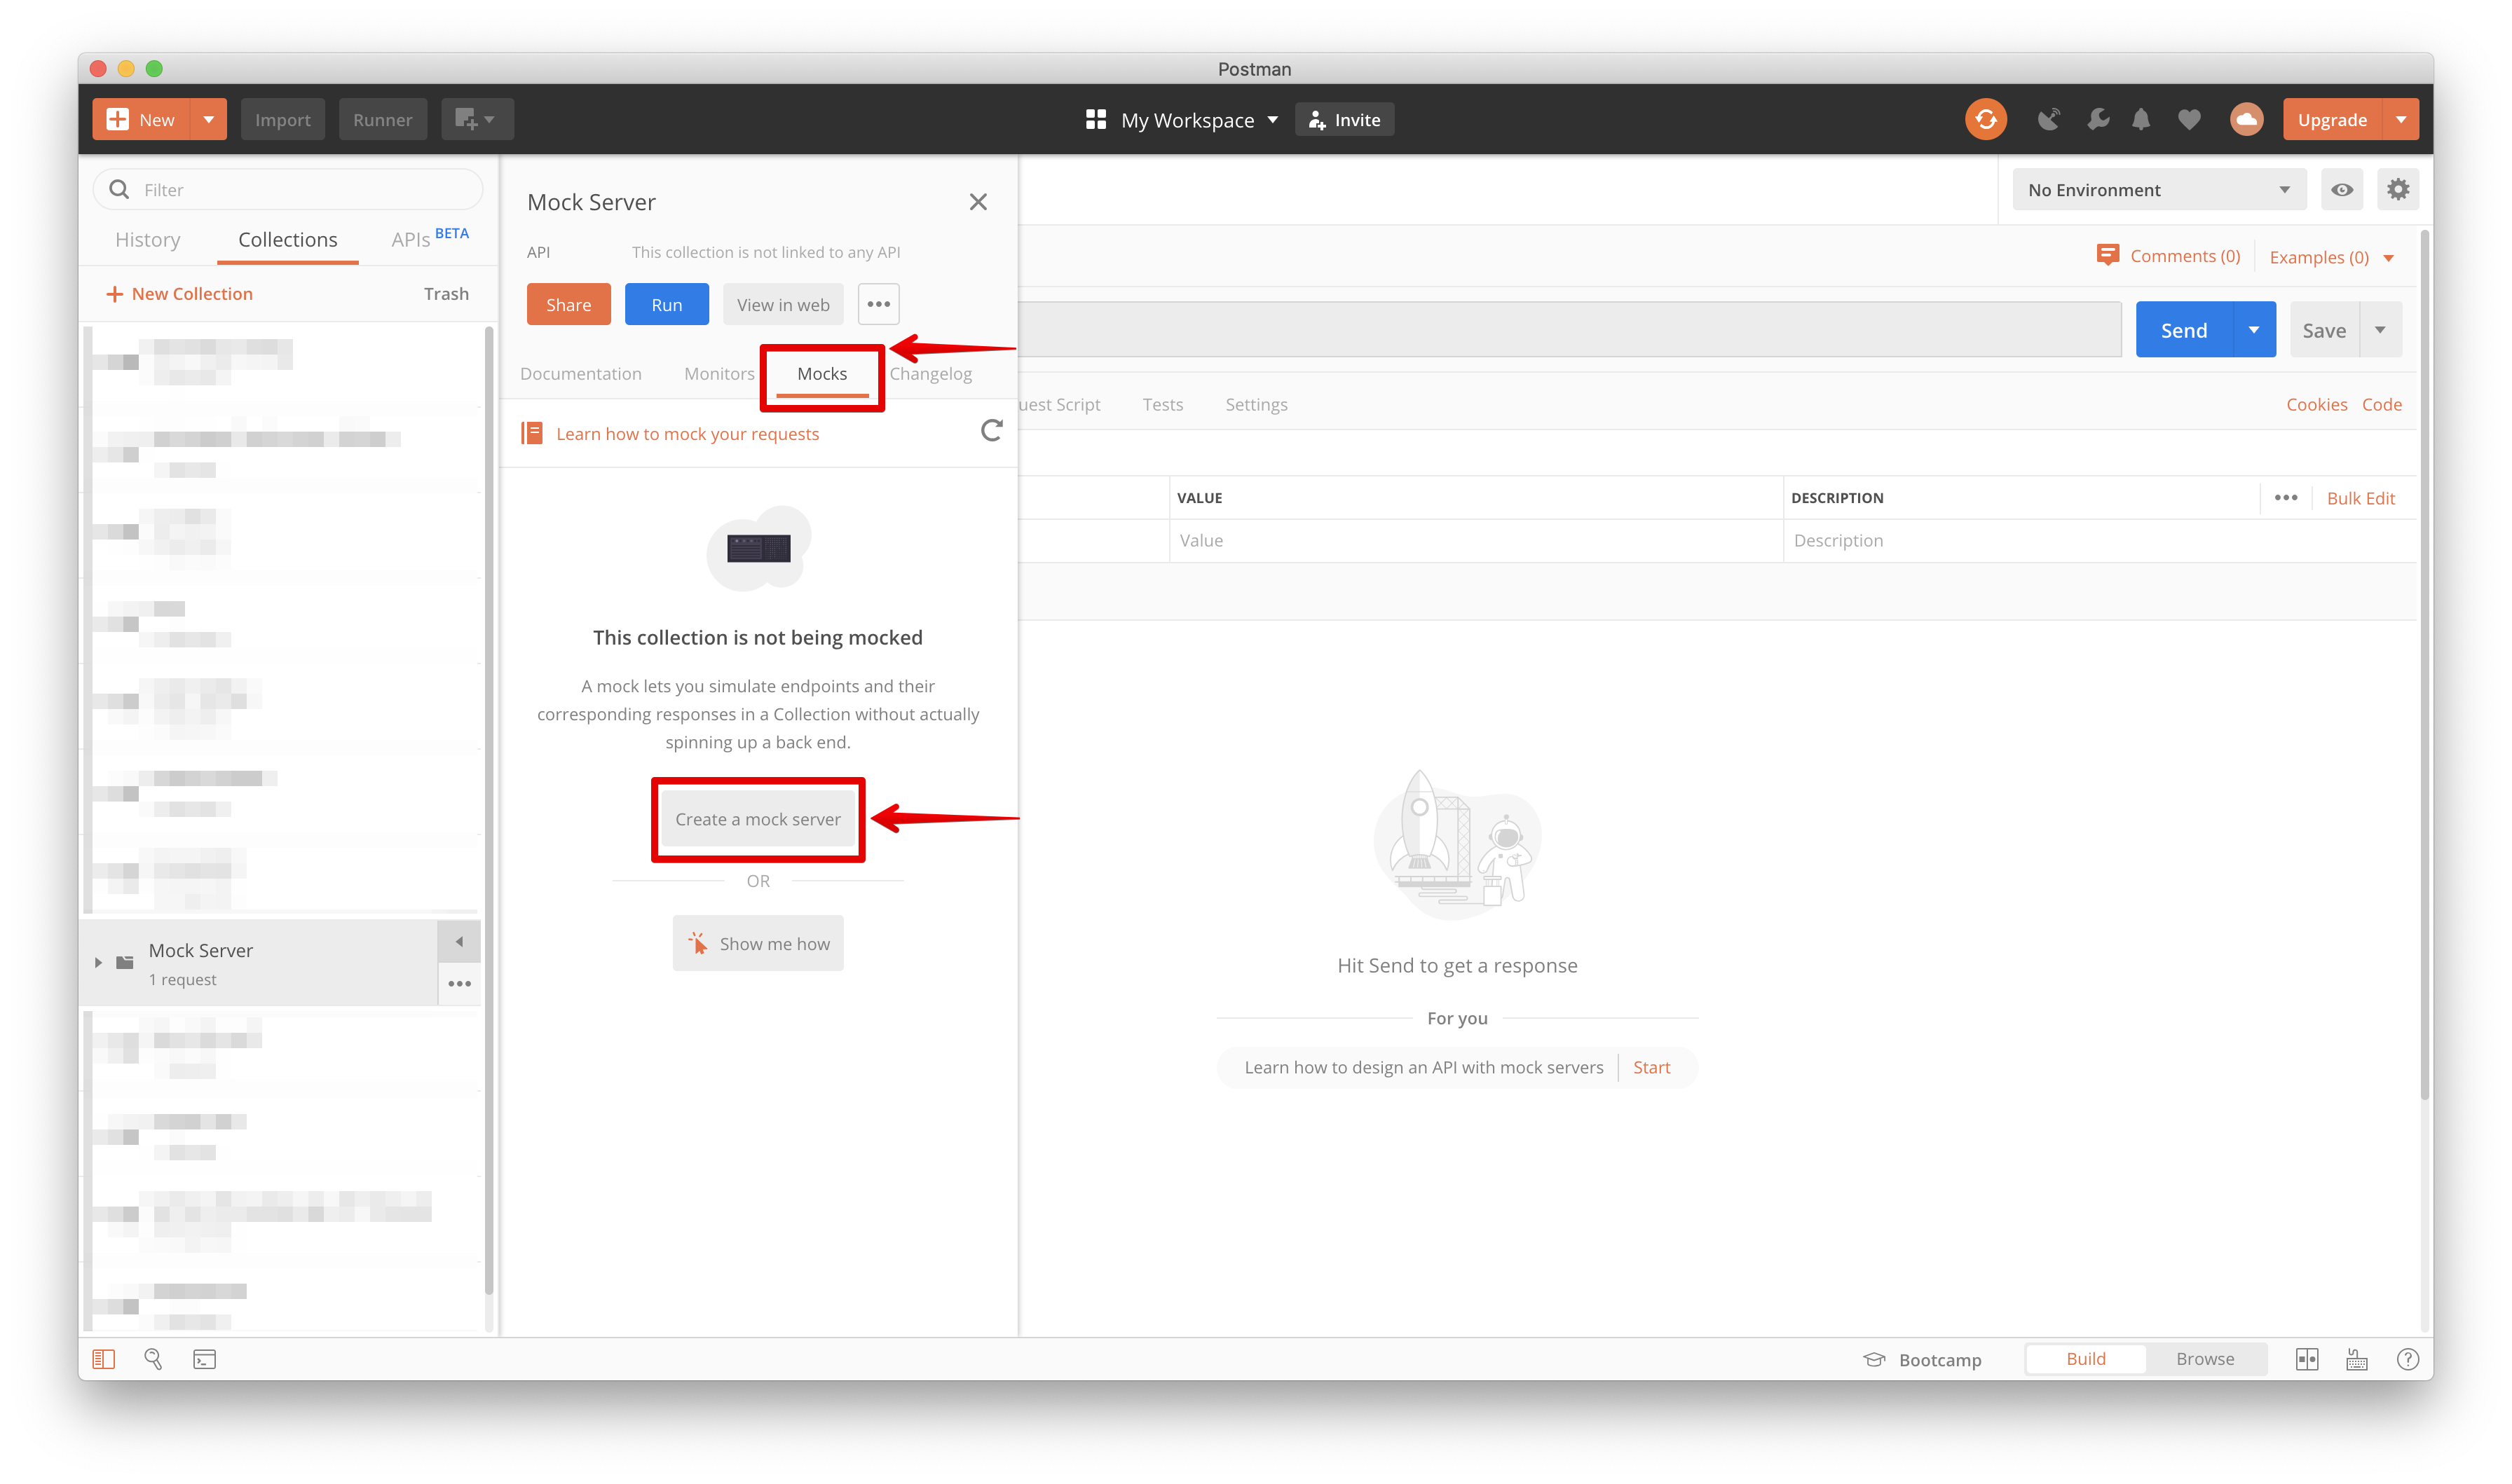 Postman
New
Import
Runner
My Workspace
Invite
Upgrade
Filter
History
Collections
APIs BETA
New Collection
Trash
Mock Server
1 request
Mock Server
API
This collection is not linked to any API
Share
Run
View in web
Documentation
Monitors
Mocks
Changelog
Learn how to mock your requests
This collection is not being mocked
A mock lets you simulate endpoints and their
corresponding responses in a Collection without actually
spinning up a back end.
Create a mock server
OR
Show me how
No Environment
Comments (0)
Examples (0)
Send
Save
uest Script
Tests
Settings
Cookies
Code
VALUE
DESCRIPTION
Bulk Edit
Value
Description
Hit Send to get a response
For you
Learn how to design an API with mock servers
Start
Bootcamp
Build
Browse